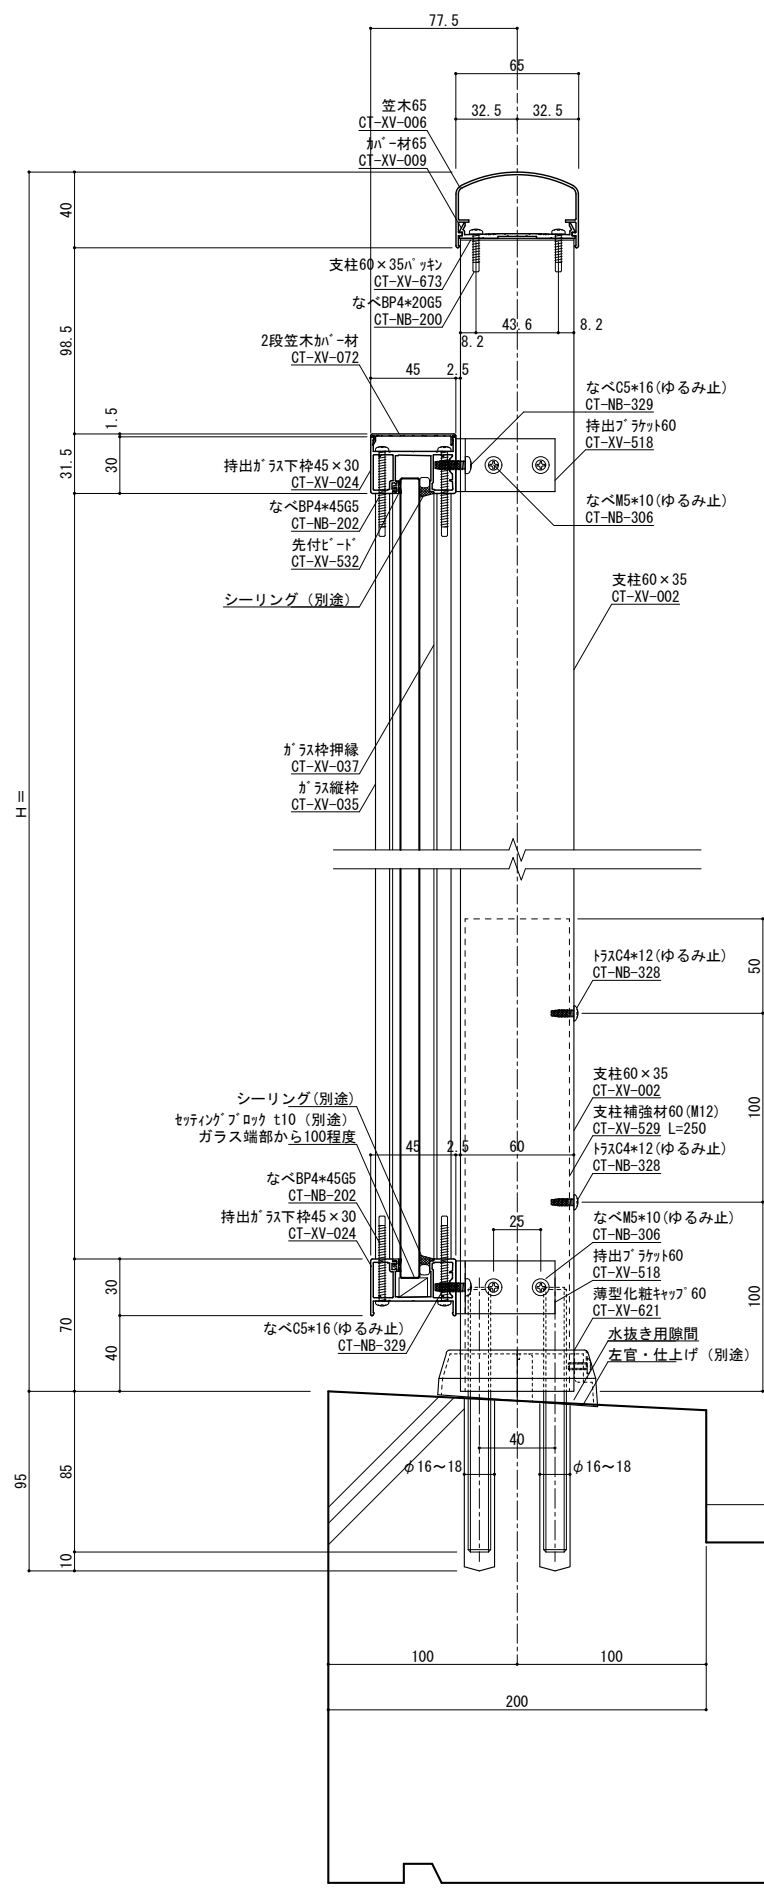 77.5
65
32.5
32.5
笠木65
CT-XV-006
ｶﾊﾞｰ材65
CT-XV-009
40
支柱60×35ﾊﾟｯｷﾝ
CT-XV-673
なべBP4*20G5
CT-NB-200
43.6
8.2
8.2
98.5
2段笠木ｶﾊﾞｰ材
CT-XV-072
45
2.5
なべC5*16(ゆるみ止)
CT-NB-329
持出ﾌﾞﾗｹｯﾄ60
CT-XV-518
1.5
31.5
30
持出ｶﾞﾗｽ下枠45×30
CT-XV-024
なべBP4*45G5
CT-NB-202
なべM5*10(ゆるみ止)
CT-NB-306
先付ﾋﾞｰﾄﾞ
CT-XV-532
シーリング（別途）
支柱60×35
CT-XV-002
ｶﾞﾗｽ枠押縁
CT-XV-037
ｶﾞﾗｽ縦枠
CT-XV-035
H＝
ﾄﾗｽC4*12(ゆるみ止)
CT-NB-328
50
支柱60×35
CT-XV-002
支柱補強材60(M12)
CT-XV-529 L=250
ﾄﾗｽC4*12(ゆるみ止)
CT-NB-328
100
シーリング(別途)
ｾｯﾃｨﾝｸﾞﾌﾞﾛｯｸ t10（別途）
ガラス端部から100程度
45
2.5
60
なべBP4*45G5
CT-NB-202
持出ｶﾞﾗｽ下枠45×30
CT-XV-024
25
なべM5*10(ゆるみ止)
CT-NB-306
持出ﾌﾞﾗｹｯﾄ60
CT-XV-518
薄型化粧ｷｬｯﾌﾟ60
CT-XV-621
水抜き用隙間
左官・仕上げ（別途）
30
70
40
100
なべC5*16(ゆるみ止)
CT-NB-329
40
φ16～18
φ16～18
95
85
10
100
100
200